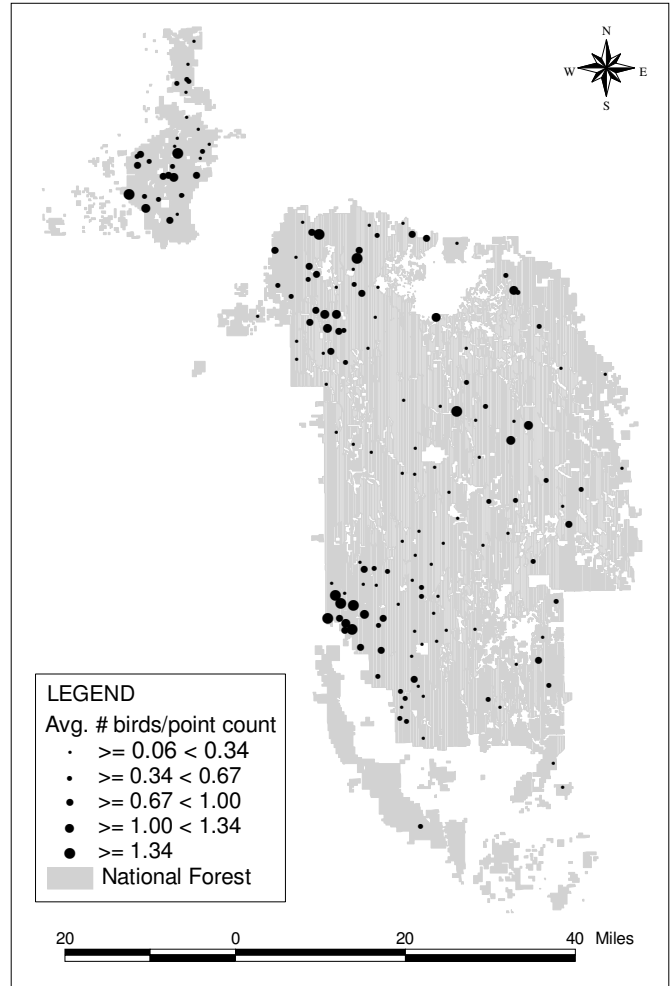 N
W E
S
LEGEND
Avg. # birds/point count
>= 0.06 < 0.34
>= 0.34 < 0.67
>= 0.67 < 1.00
>= 1.00 < 1.34
>= 1.34
National Forest
20 0 20 40 Miles